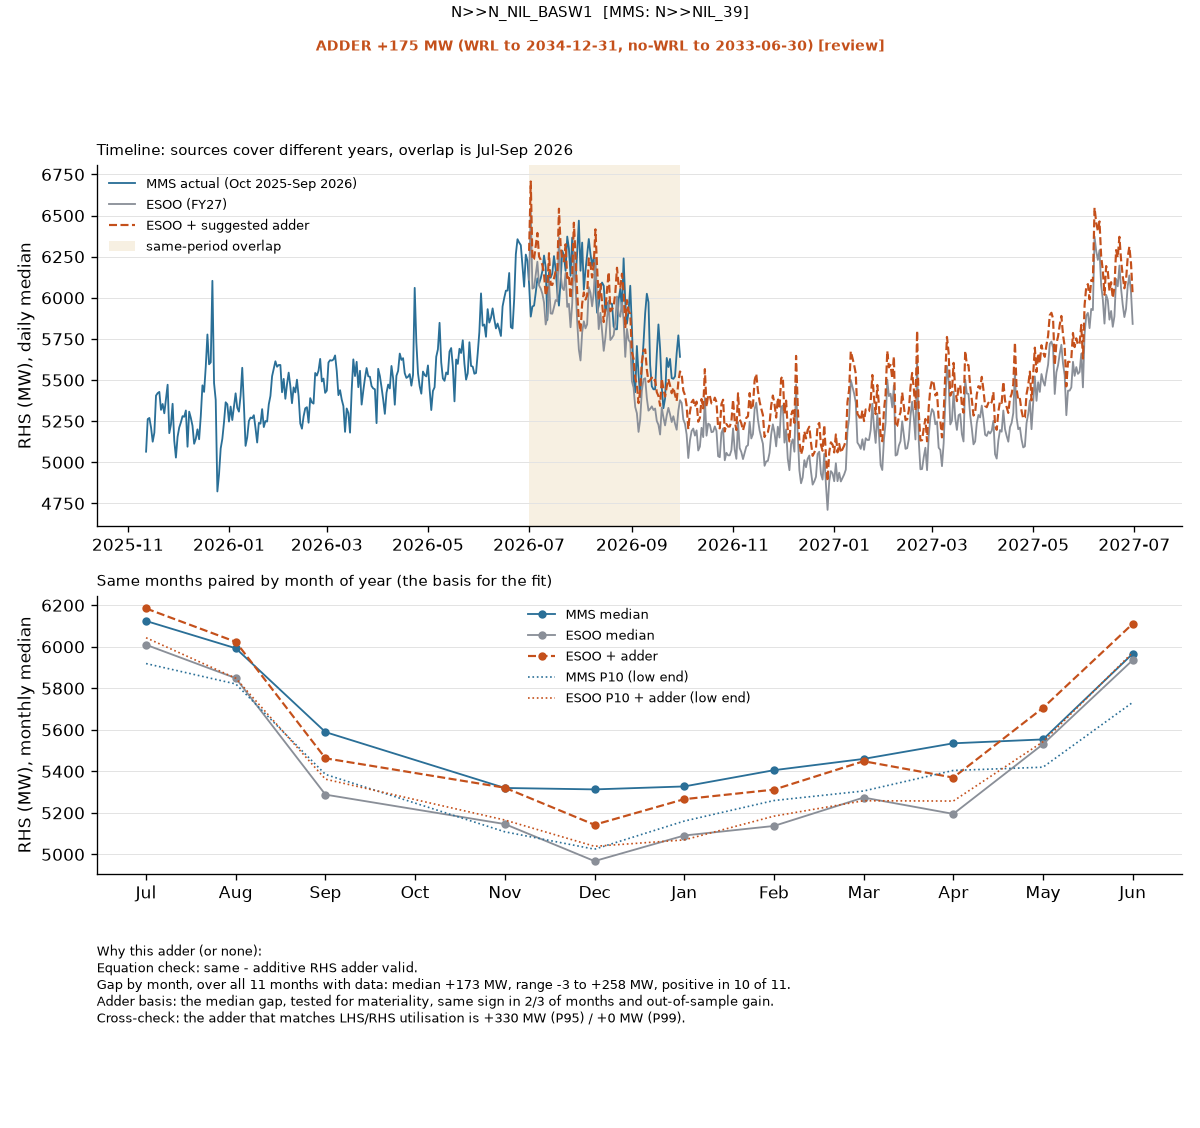 N>>N_NIL_BASW1  [MMS: N>>NIL_39]
ADDER +175 MW (WRL to 2034-12-31, no-WRL to 2033-06-30) [review]
Timeline: sources cover different years, overlap is Jul-Sep 2026
RHS (MW), daily median
6750
6500
6250
6000
5750
5500
5250
5000
4750
MMS actual (Oct 2025-Sep 2026)
ESOO (FY27)
ESOO + suggested adder
same-period overlap
2025-11
2026-01
2026-03
2026-05
2026-07
2026-09
2026-11
2027-01
2027-03
2027-05
2027-07
Same months paired by month of year (the basis for the fit)
RHS (MW), monthly median
6200
6000
5800
5600
5400
5200
5000
MMS median
ESOO median
ESOO + adder
MMS P10 (low end)
ESOO P10 + adder (low end)
Jul
Aug
Sep
Oct
Nov
Dec
Jan
Feb
Mar
Apr
May
Jun
Why this adder (or none):
Equation check: same - additive RHS adder valid.
Gap by month, over all 11 months with data: median +173 MW, range -3 to +258 MW, positive in 10 of 11.
Adder basis: the median gap, tested for materiality, same sign in 2/3 of months and out-of-sample gain.
Cross-check: the adder that matches LHS/RHS utilisation is +330 MW (P95) / +0 MW (P99).